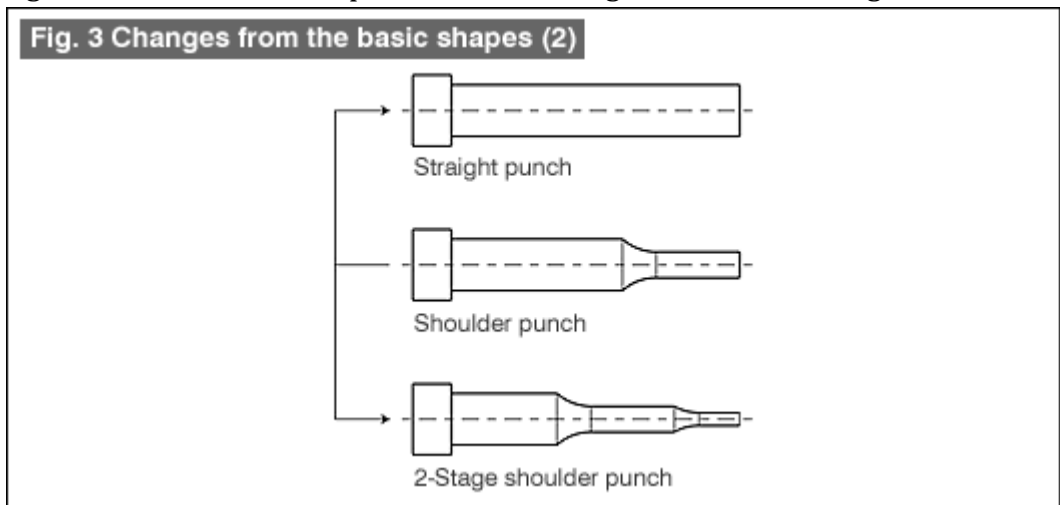 Fig. 3 Changes from the basic shapes (2)
Straight punch
Shoulder punch
2-Stage shoulder punch